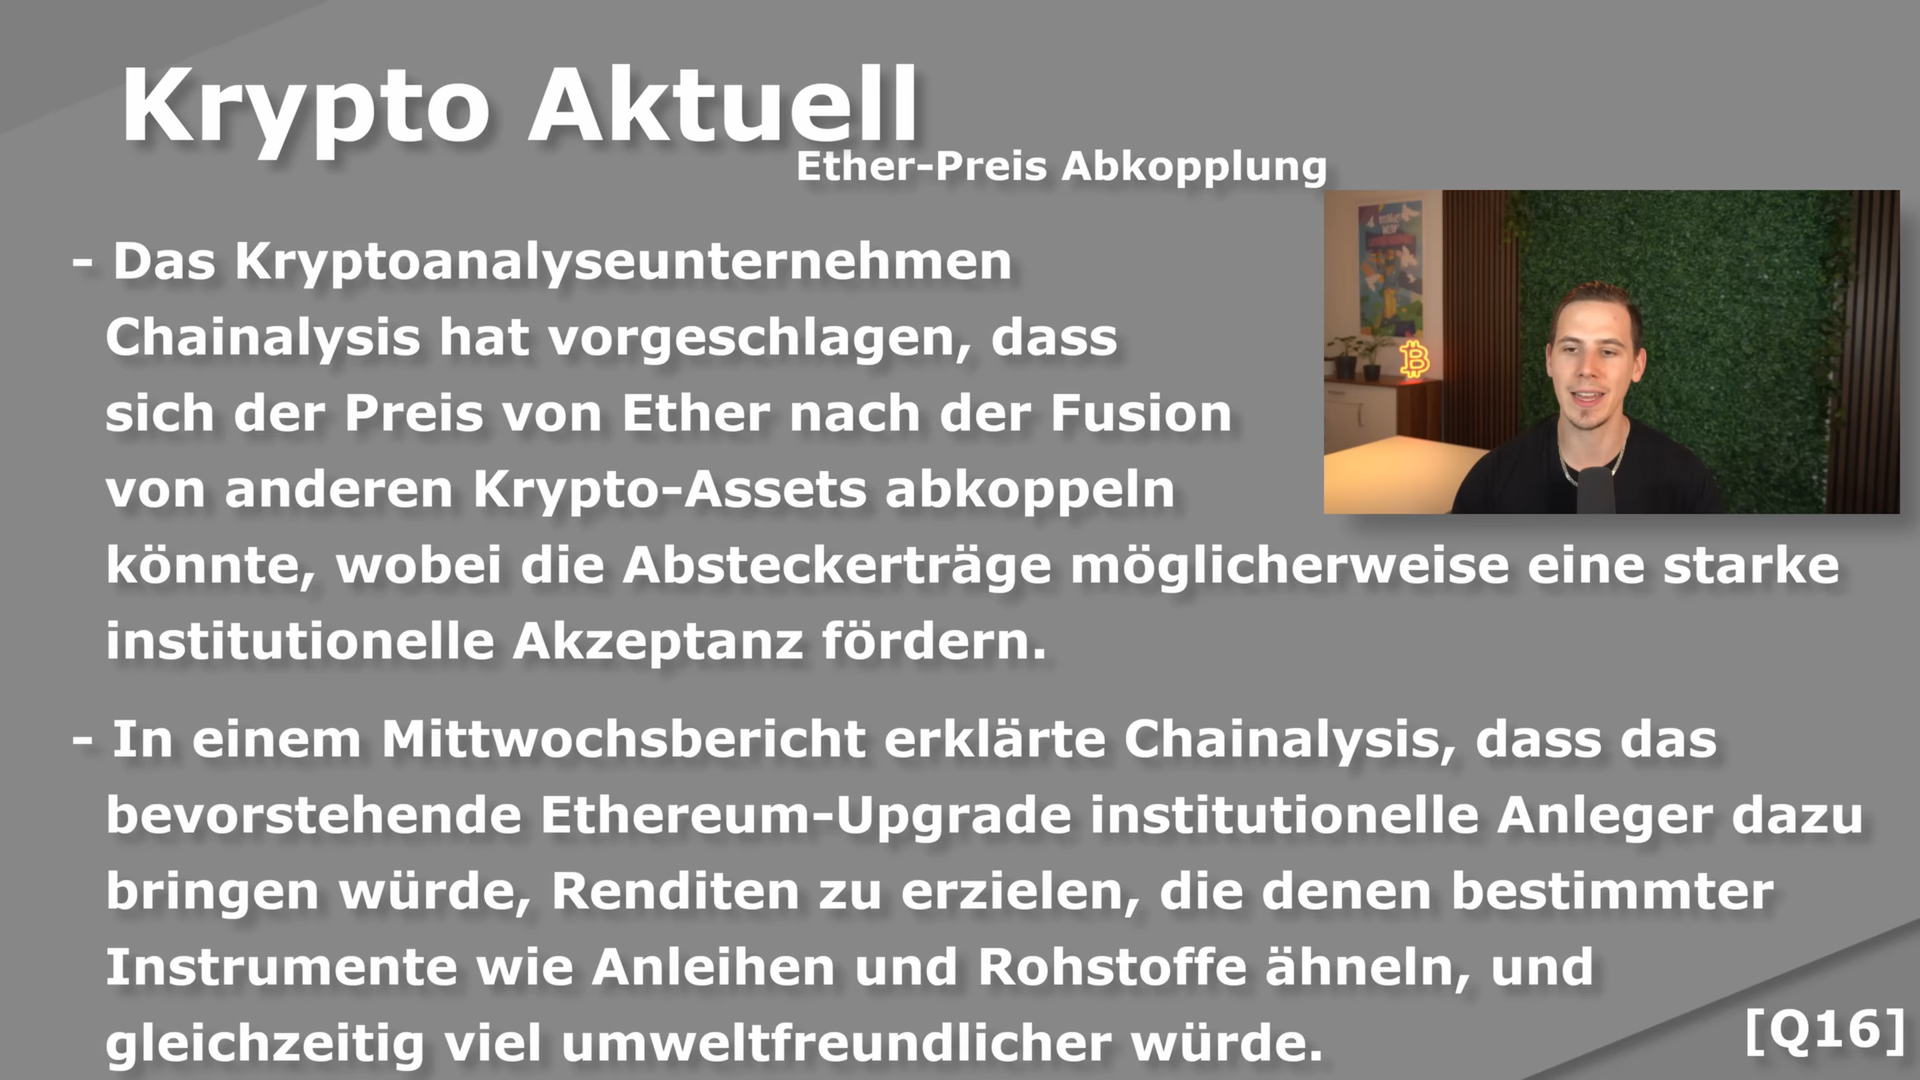 Krypto Aktuell
Ether-Preis Abkopplung
- Das Kryptoanalyseunternehmen
Chainalysis hat vorgeschlagen, dass
sich der Preis von Ether nach der Fusion
von anderen Krypto-Assets abkoppeln
könnte, wobei die Absteckerträge möglicherweise eine starke
institutionelle Akzeptanz fördern.
- In einem Mittwochsbericht erklärte Chainalysis, dass das
bevorstehende Ethereum-Upgrade institutionelle Anleger dazu
bringen würde, Renditen zu erzielen, die denen bestimmter
Instrumente wie Anleihen und Rohstoffe ähneln, und
gleichzeitig viel umweltfreundlicher würde.
[Q16]